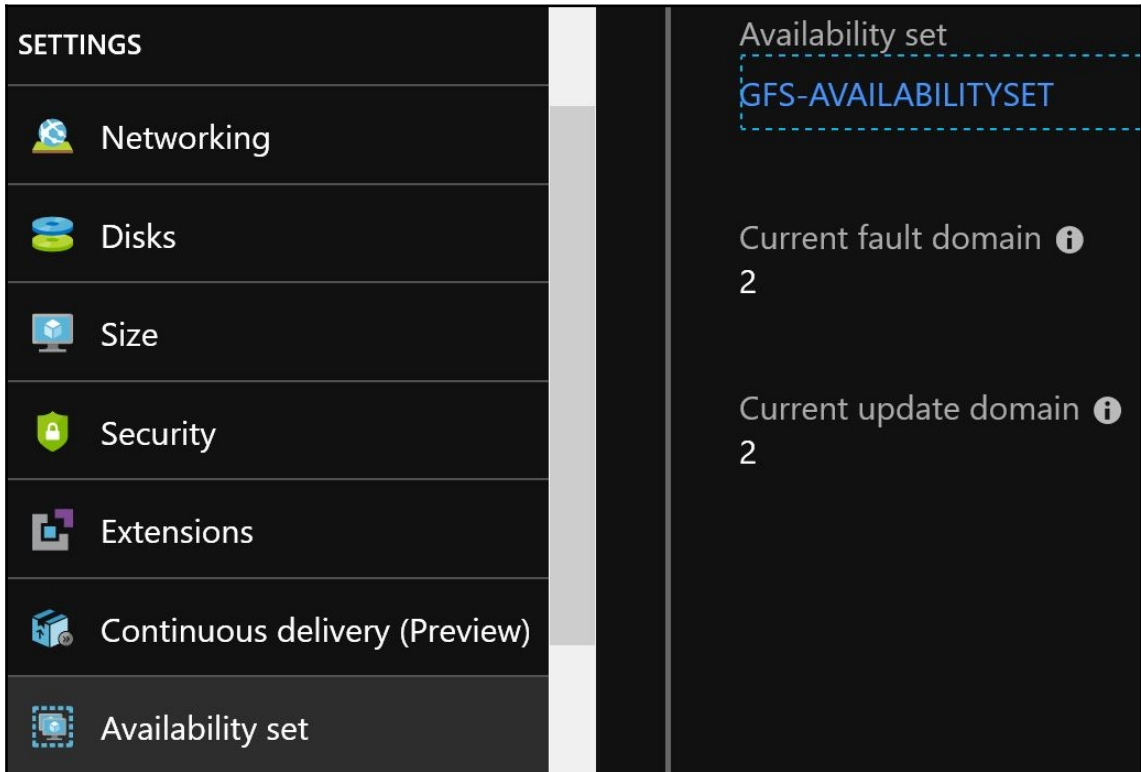 SETTINGS
Networking
Disks
Size
Security
Extensions
Continuous delivery (Preview)
Availability set
Availability set
GFS-AVAILABILITYSET
Current fault domain
2
Current update domain
2